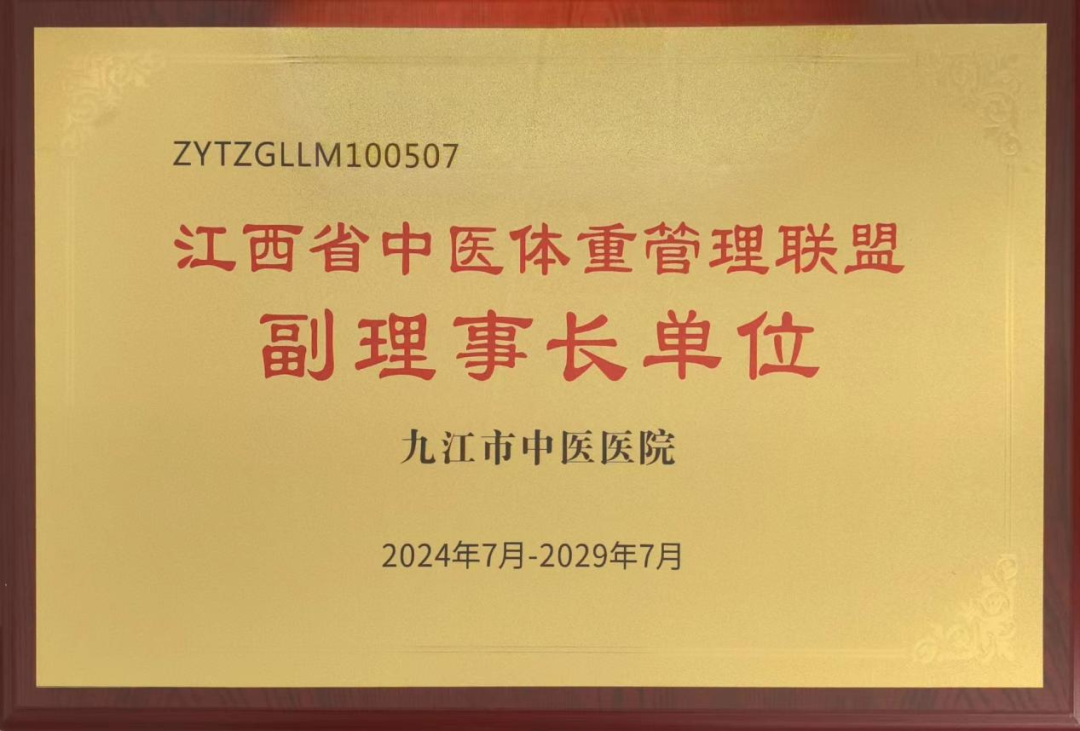 ZYTZGLLM100507
江西省中医体重管理联盟
副理事长单位
九江市中医医院
2024年7月-2029年7月